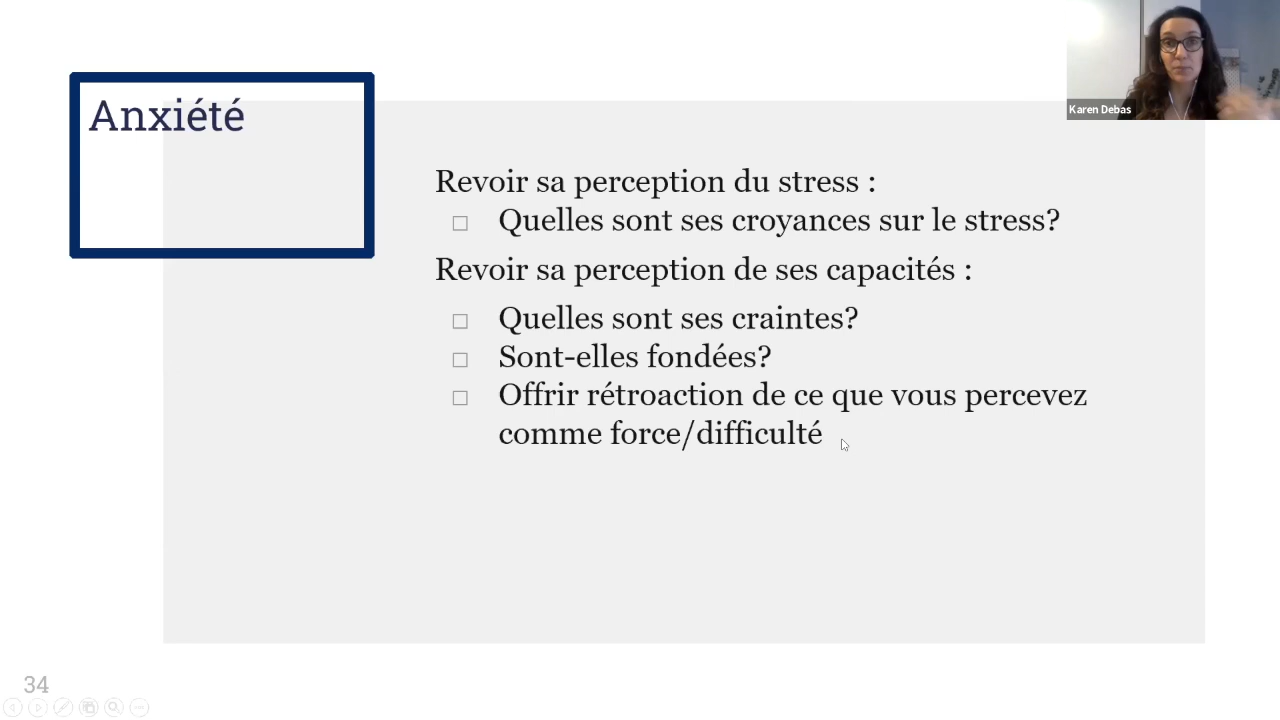 Karen Debas
Anxiété
Revoir sa perception du stress :
Quelles sont ses croyances sur le stress?
Revoir sa perception de ses capacités :
Quelles sont ses craintes?
Sont-elles fondées?
Offrir rétroaction de ce que vous percevez
comme force/difficulté
34